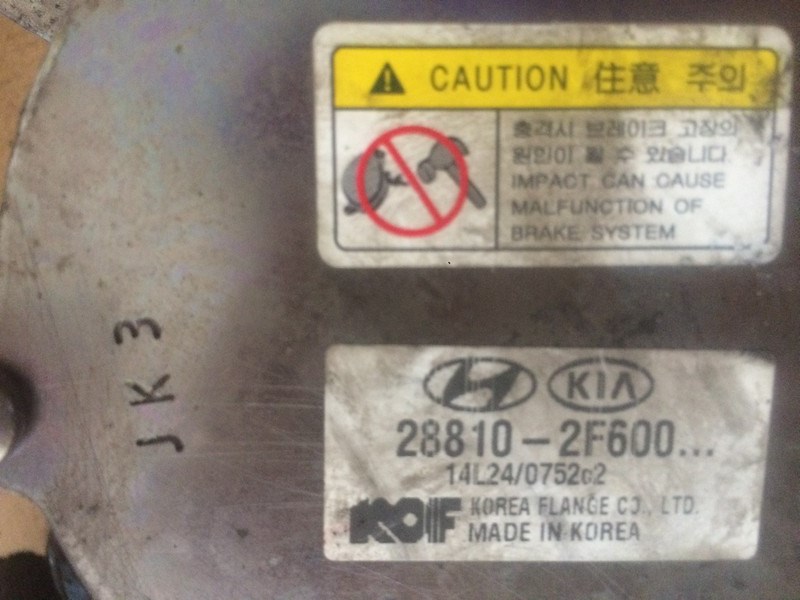 CAUTION 住意 주의
충격시 브레이크 고장의
원인이 될 수 있습니다.
IMPACT CAN CAUSE
MALFUNCTION OF
BRAKE SYSTEM
JK3
KIA
28810-2F600...
14L24/0752G2
KOREA FLANGE CO., LTD.
MADE IN KOREA